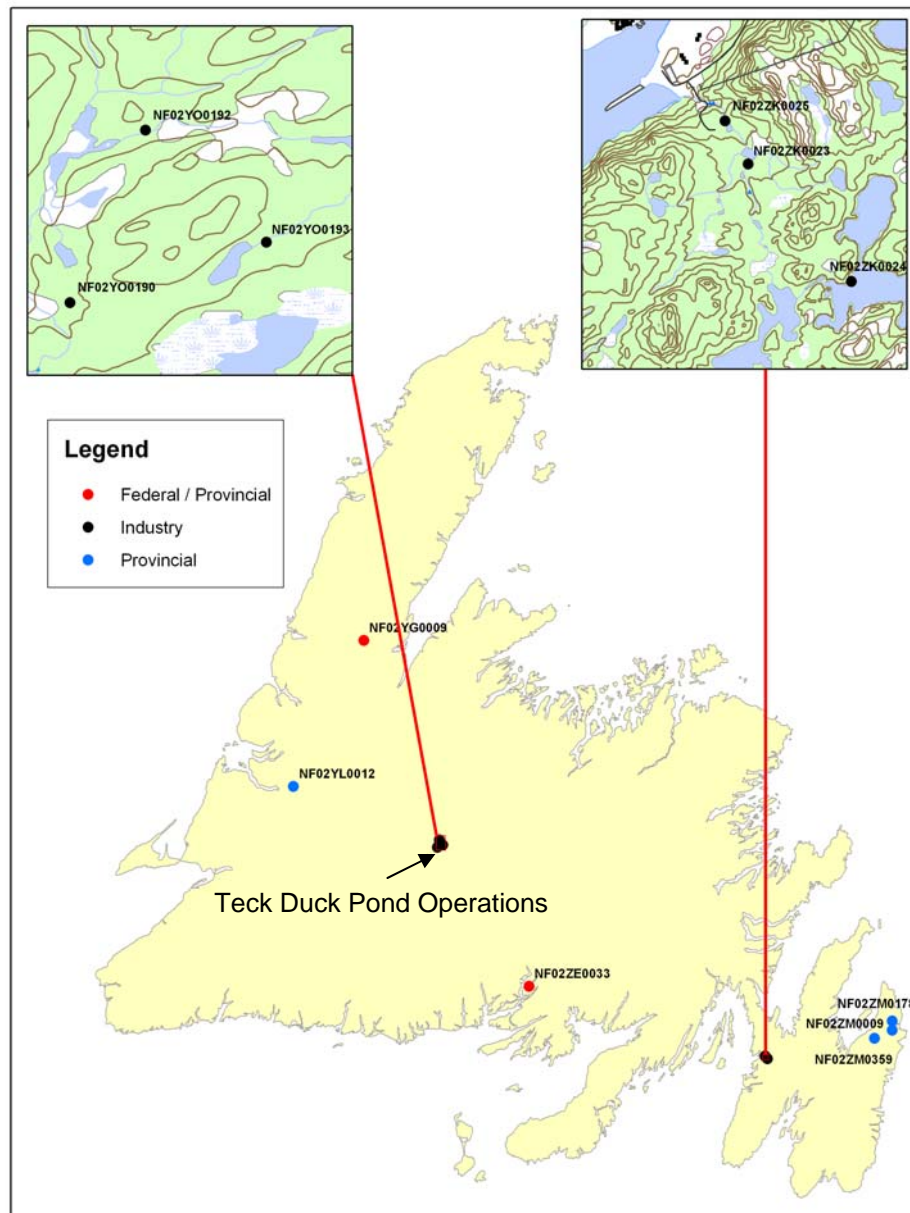 NF02YO0192
NF02YO0193
NF02YO0190
NF02ZK0025
NF02ZK0023
NF02ZK0024
Legend
Federal / Provincial
Industry
Provincial
NF02YG0009
NF02YL0012
Teck Duck Pond Operations
NF02ZE0033
NF02ZM0178
NF02ZM0009
NF02ZM0359